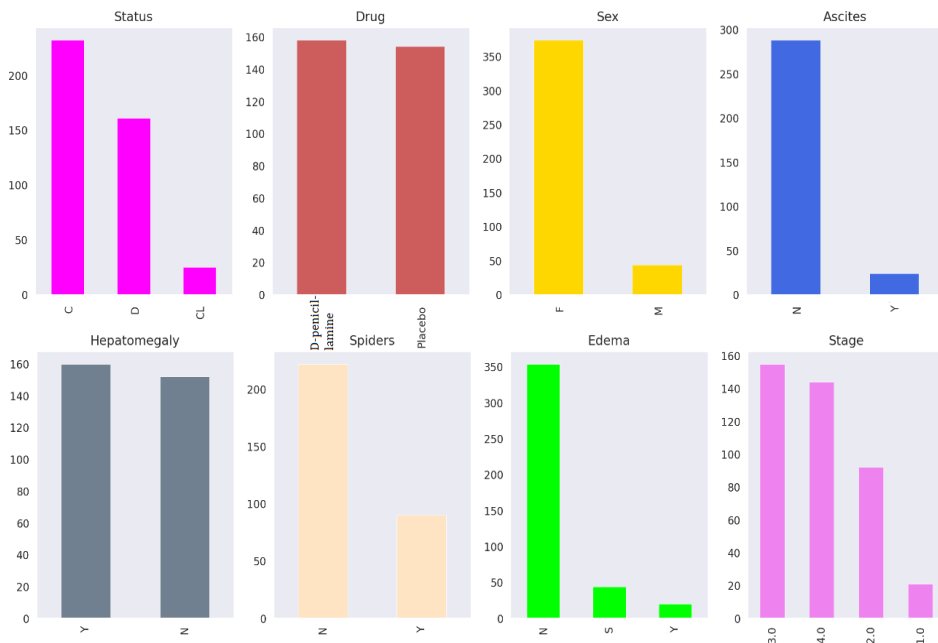 Status
Drug
Sex
Ascites
200
150
100
50
0
C
D
CL
160
140
120
100
80
60
40
20
0
D-penicil-
lamine
Placebo
350
300
250
200
150
100
50
0
F
M
300
250
200
150
100
50
0
N
Y
Hepatomegaly
Spiders
Edema
Stage
160
140
120
100
80
60
40
20
0
Y
N
200
150
100
50
0
N
Y
350
300
250
200
150
100
50
0
N
S
Y
160
140
120
100
80
60
40
20
0
3.0
4.0
2.0
1.0